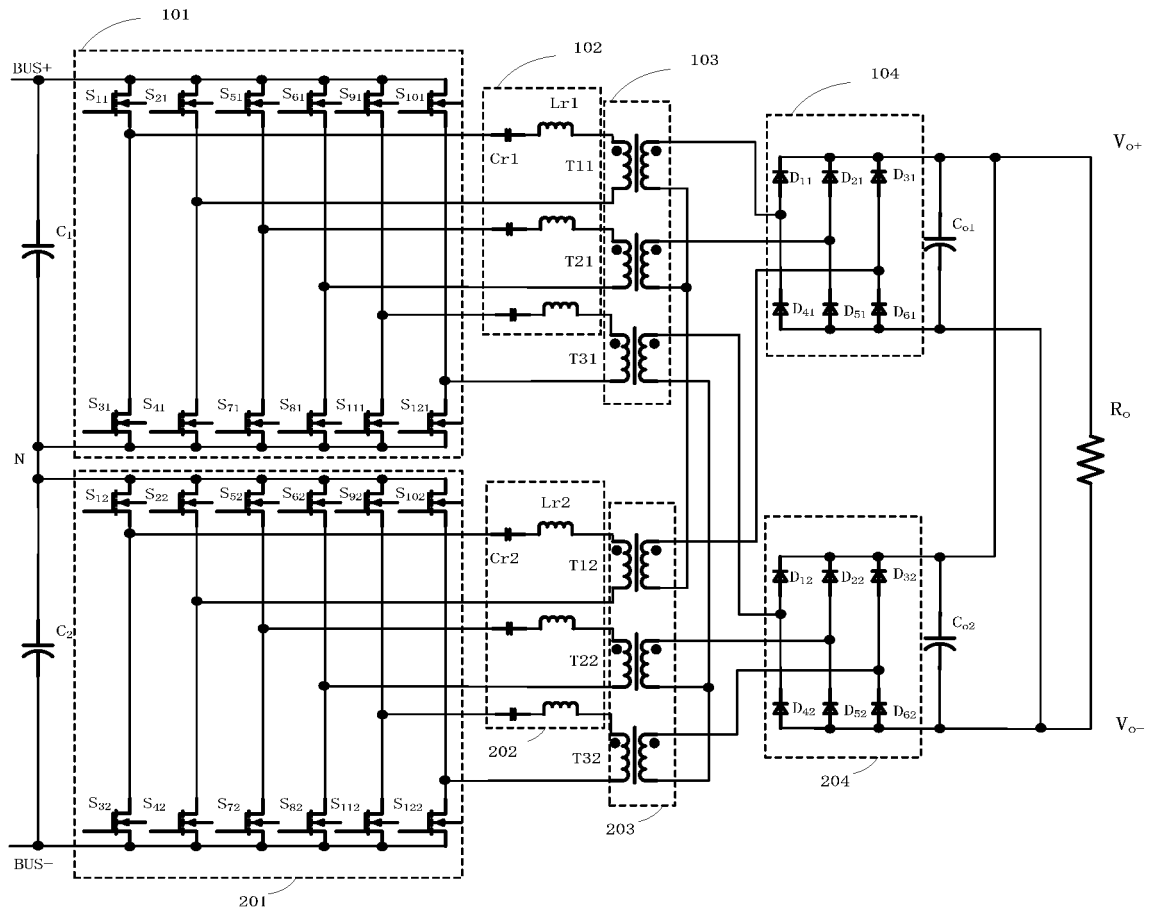 101
102
103
104
BUS+
S₁₁ S₂₁ S₅₁ S₆₁ S₉₁ S₁₀₁
Lr1
Cr1
T11
D₁₁ D₂₁ D₃₁
Vₒ₊
C₁
T21
Cₒ₁
D₄₁ D₅₁ D₆₁
T31
S₃₁ S₄₁ S₇₁ S₈₁ S₁₁₁ S₁₂₁
Rₒ
N
S₁₂ S₂₂ S₅₂ S₆₂ S₉₂ S₁₀₂
Lr2
Cr2
T12
D₁₂ D₂₂ D₃₂
C₂
T22
Cₒ₂
D₄₂ D₅₂ D₆₂
Vₒ₋
202
T32
204
S₃₂ S₄₂ S₇₂ S₈₂ S₁₁₂ S₁₂₂
203
BUS-
201